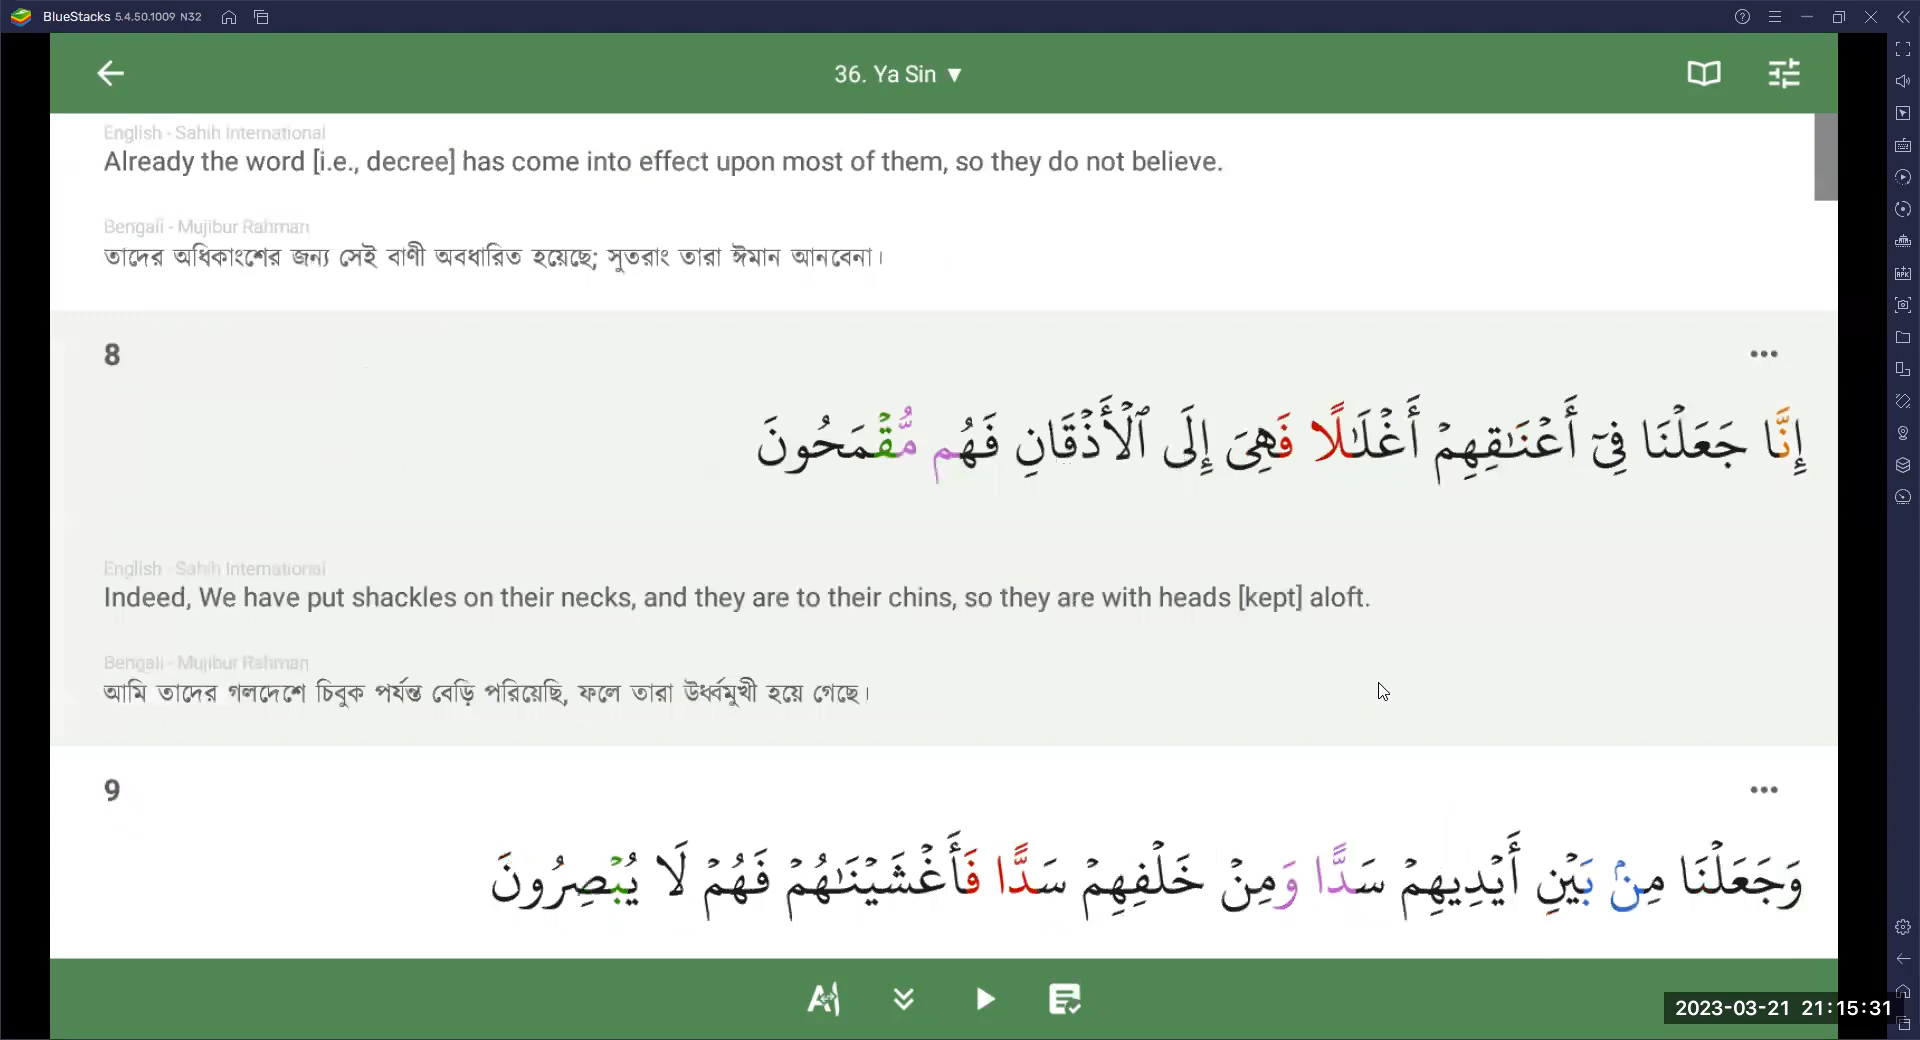 BlueStacks 5.4.50.1009 N32
36. Ya Sin ▼
English - Sahih International
Already the word [i.e., decree] has come into effect upon most of them, so they do not believe.
Bengali - Mujibur Rahman
তাদের অধিকাংশের জন্য সেই বাণী অবধারিত হয়েছে; সুতরাং তারা ঈমান আনবেনা।
8
إِنَّا جَعَلْنَا فِىٓ أَعْنَـٰقِهِمْ أَغْلَـٰلًا فَهِىَ إِلَى ٱلْأَذْقَانِ فَهُم مُّقْمَحُونَ
English - Sahih International
Indeed, We have put shackles on their necks, and they are to their chins, so they are with heads [kept] aloft.
Bengali - Mujibur Rahman
আমি তাদের গলদেশে চিবুক পর্যন্ত বেড়ি পরিয়েছি, ফলে তারা উর্ধ্বমুখী হয়ে গেছে।
9
وَجَعَلْنَا مِنۢ بَيْنِ أَيْدِيهِمْ سَدًّا وَمِنْ خَلْفِهِمْ سَدًّا فَأَغْشَيْنَـٰهُمْ فَهُمْ لَا يُبْصِرُونَ
2023-03-21 21:15:31